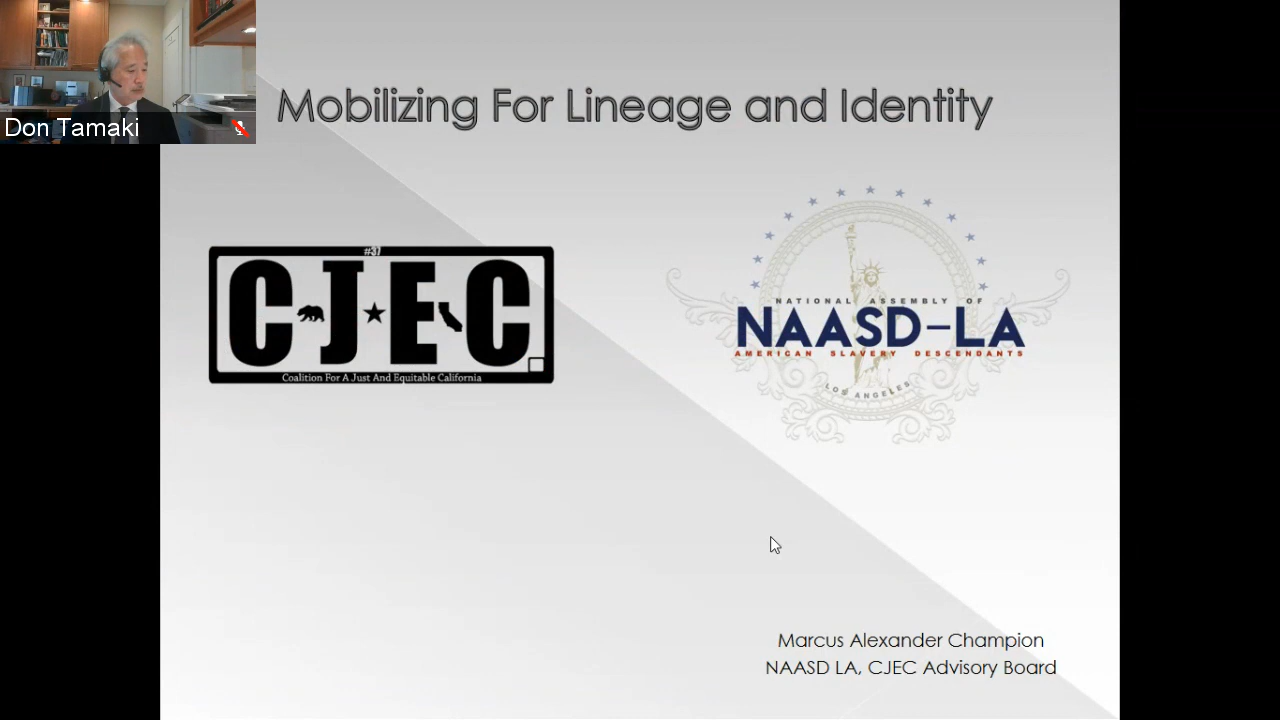 Don Tamaki
Mobilizing For Lineage and Identity
#37
CJEC
Coalition For A Just And Equitable California
NATIONAL ASSEMBLY OF
NAASD-LA
AMERICAN SLAVERY DESCENDANTS
LOS ANGELES
Marcus Alexander Champion
NAASD LA, CJEC Advisory Board